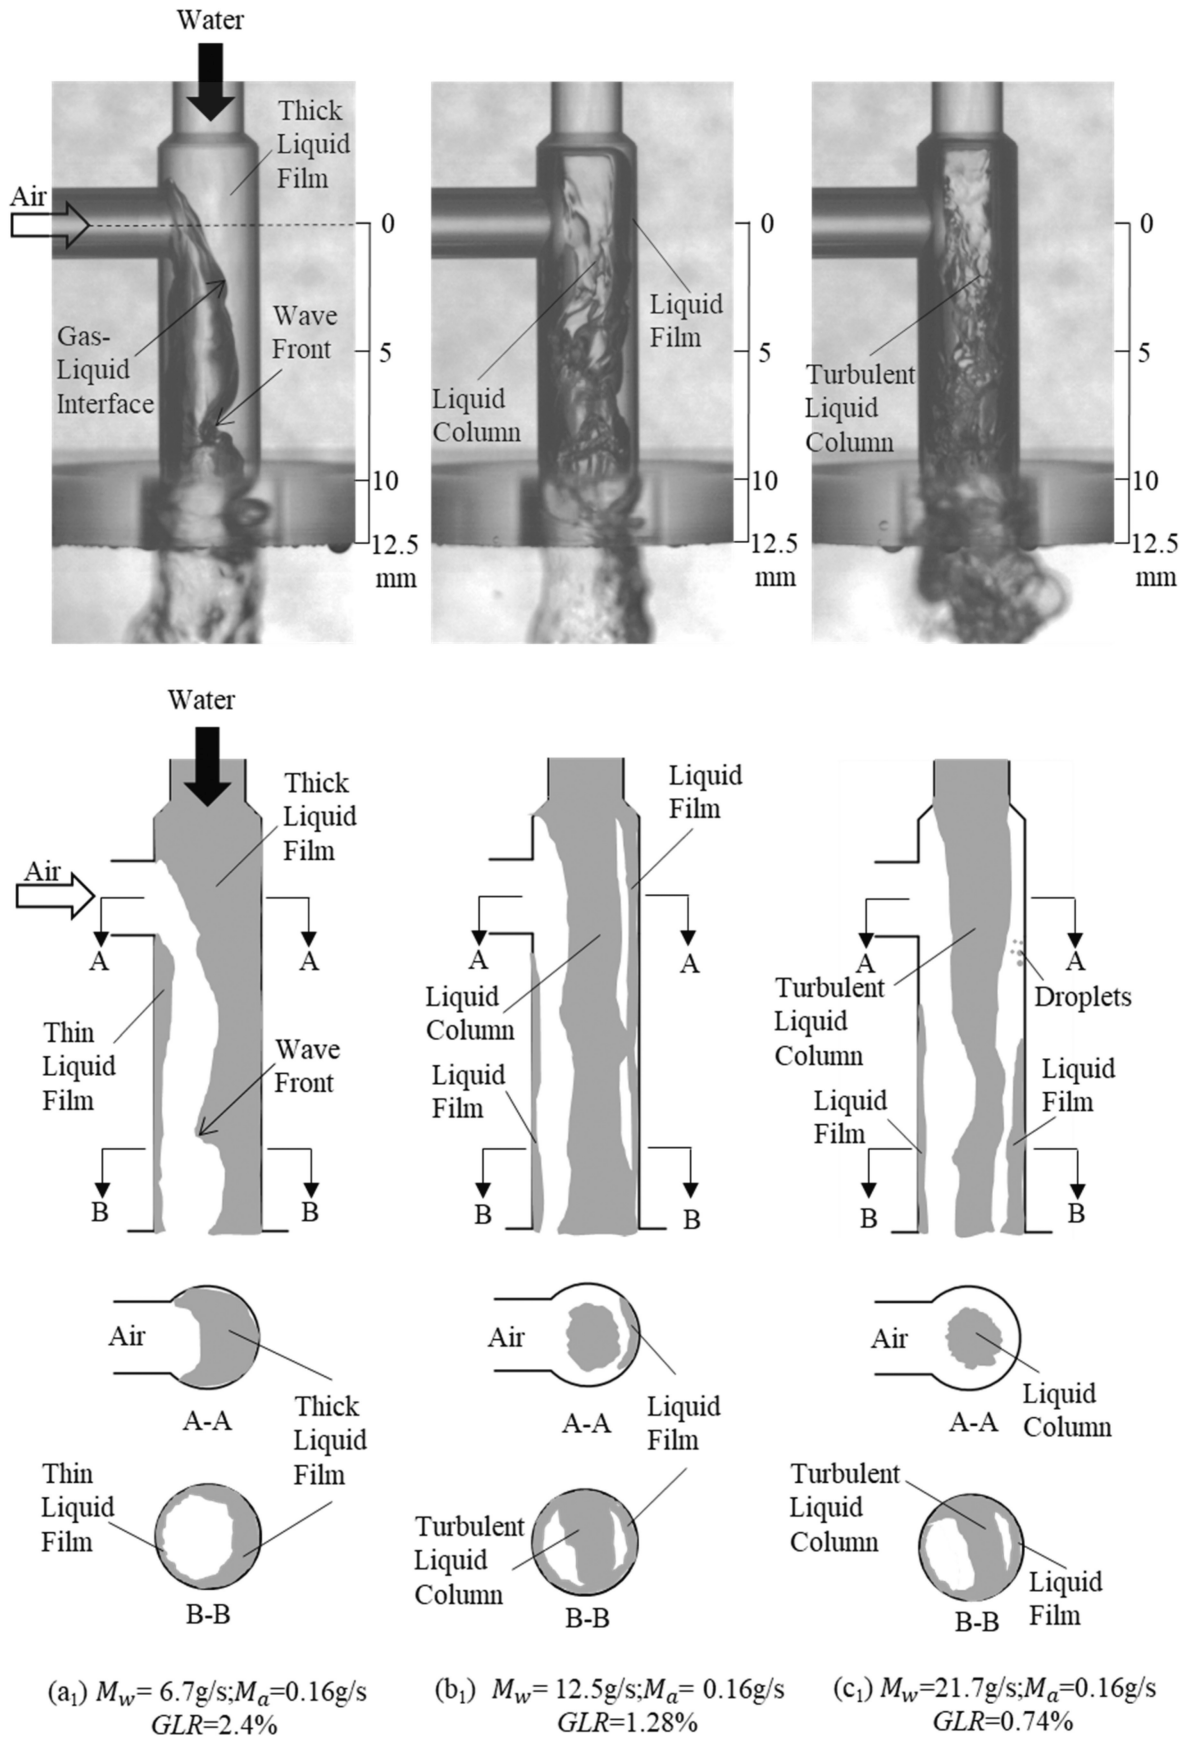 Water
Thick
Liquid
Film
Air
Gas-
Liquid
Interface
Wave
Front
0
5
10
12.5
mm
Liquid
Film
Liquid
Column
0
5
10
12.5
mm
Turbulent
Liquid
Column
0
5
10
12.5
mm
Water
Thick
Liquid
Film
Air
A
A
Thin
Liquid
Film
Wave
Front
B
B
Liquid
Film
A
A
Liquid
Column
Liquid
Film
B
B
A
A
Turbulent
Liquid
Column
Droplets
Liquid
Film
Liquid
Film
B
B
Air
A-A
Thick
Liquid
Film
Thin
Liquid
Film
B-B
Air
A-A
Liquid
Film
Turbulent
Liquid
Column
B-B
Air
A-A
Liquid
Column
Turbulent
Liquid
Column
Liquid
Film
B-B
(a₁) Mw= 6.7g/s;Ma=0.16g/s
GLR=2.4%
(b₁) Mw= 12.5g/s;Ma= 0.16g/s
GLR=1.28%
(c₁) Mw=21.7g/s;Ma=0.16g/s
GLR=0.74%